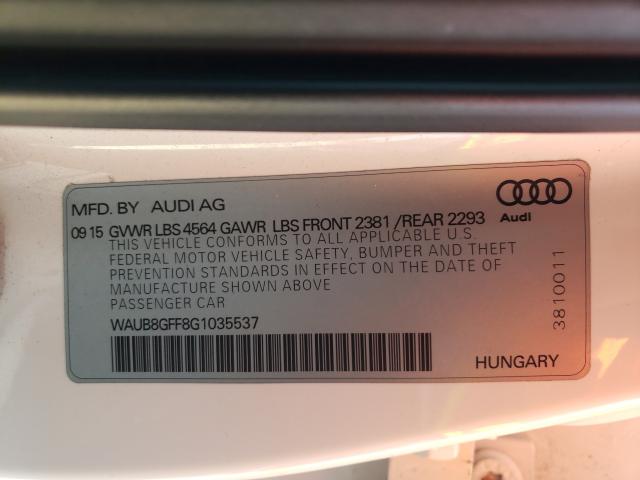 MFD. BY AUDI AG
Audi
09 15 GVWR LBS 4564 GAWR LBS FRONT 2381 /REAR 2293
THIS VEHICLE CONFORMS TO ALL APPLICABLE U S
FEDERAL MOTOR VEHICLE SAFETY, BUMPER AND THEFT
PREVENTION STANDARDS IN EFFECT ON THE DATE OF
MANUFACTURE SHOWN ABOVE
PASSENGER CAR
WAUB8GFF8G1035537
HUNGARY
3810011